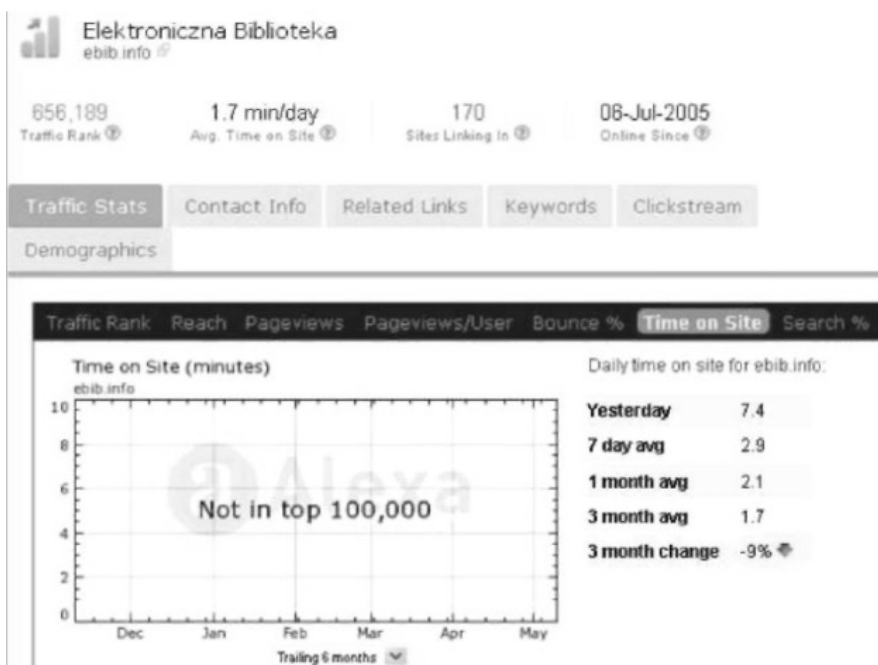 Elektroniczna Biblioteka
ebib.info
656,189 1.7 min/day 170 06-Jul-2005
Traffic Rank Avg. Time on Site Sites Linking In Online Since
Traffic Stats Contact Info Related Links Keywords Clickstream
Demographics
Traffic Rank Reach Pageviews Pageviews/User Bounce % Time on Site Search %
Time on Site (minutes)
ebib.info
Daily time on site for ebib.info:
10
8
6
4
2
0
Alexa
Not in top 100,000
Yesterday 7.4
7 day avg 2.9
1 month avg 2.1
3 month avg 1.7
3 month change -9%
Dec Jan Feb Mar Apr May
Trailing 6 months